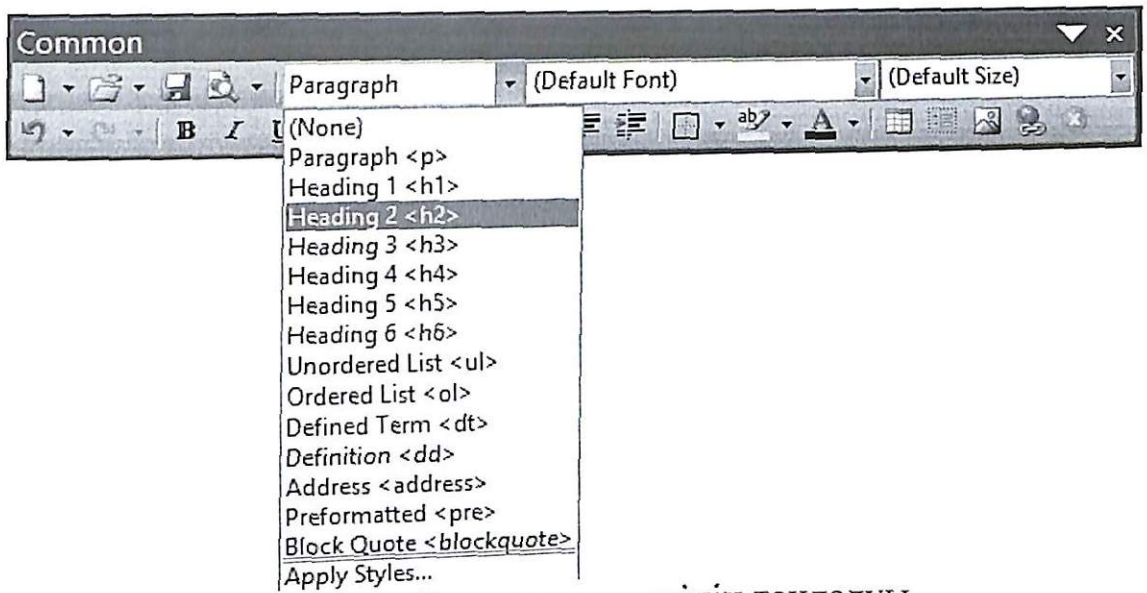 Common
Paragraph (Default Font) (Default Size)
B I U
(None)
Paragraph <p>
Heading 1 <h1>
Heading 2 <h2>
Heading 3 <h3>
Heading 4 <h4>
Heading 5 <h5>
Heading 6 <h6>
Unordered List <ul>
Ordered List <ol>
Defined Term <dt>
Definition <dd>
Address <address>
Preformatted <pre>
Block Quote <blockquote>
Apply Styles...